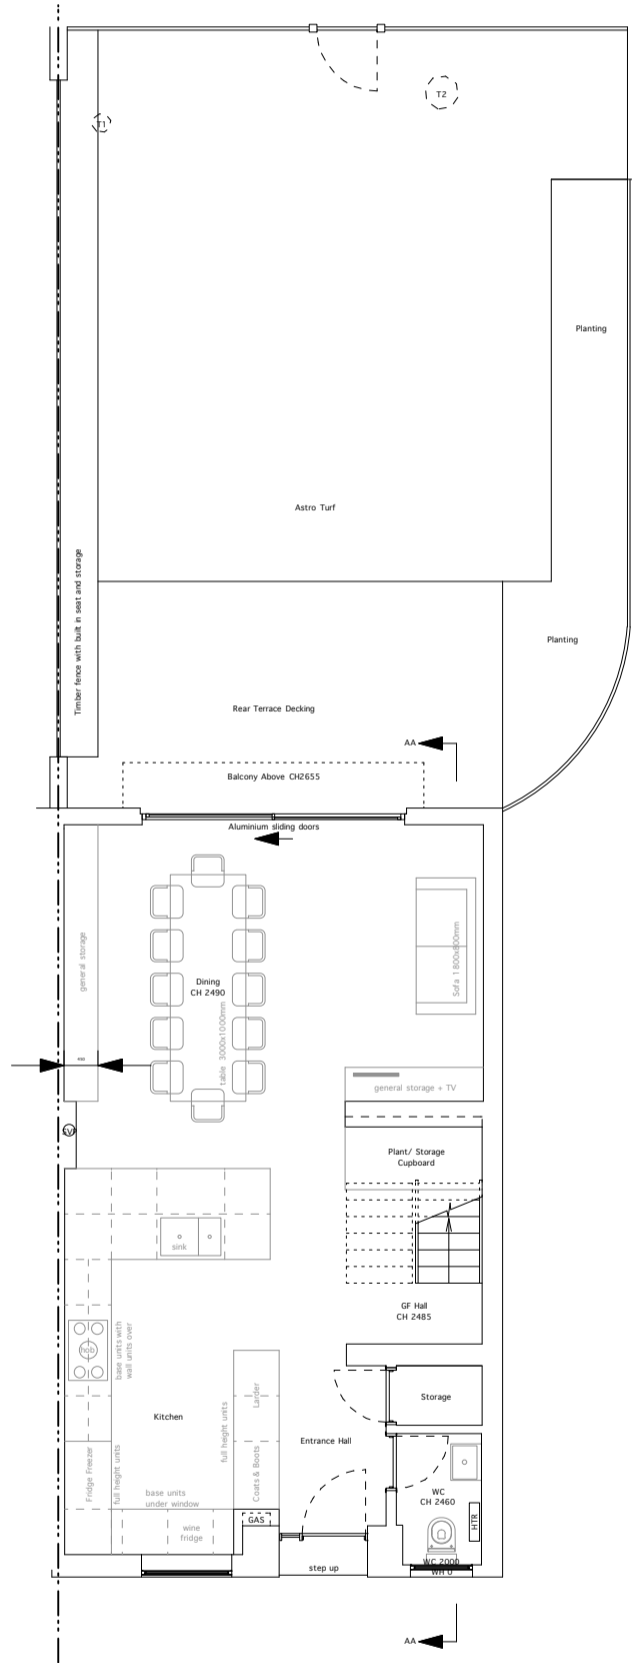 T1
T2
Planting
Astro Turf
Timber fence with built in seat and storage
Planting
Rear Terrace Decking
AA
Balcony Above CH2655
Aluminium sliding doors
general storage
Dining
CH 2490
table 3000x1000mm
Sofa 1800x800mm
general storage + TV
SVP
Plant/ Storage
Cupboard
sink
GF Hall
CH 2485
hob
base units with
wall units over
Larder
Storage
Kitchen
full height units
Entrance Hall
Fridge Freezer
full height units
Coats & Boots
base units
under window
WC
CH 2460
wine
fridge
GAS
HTR
step up
WC 2000
WH 0
AA